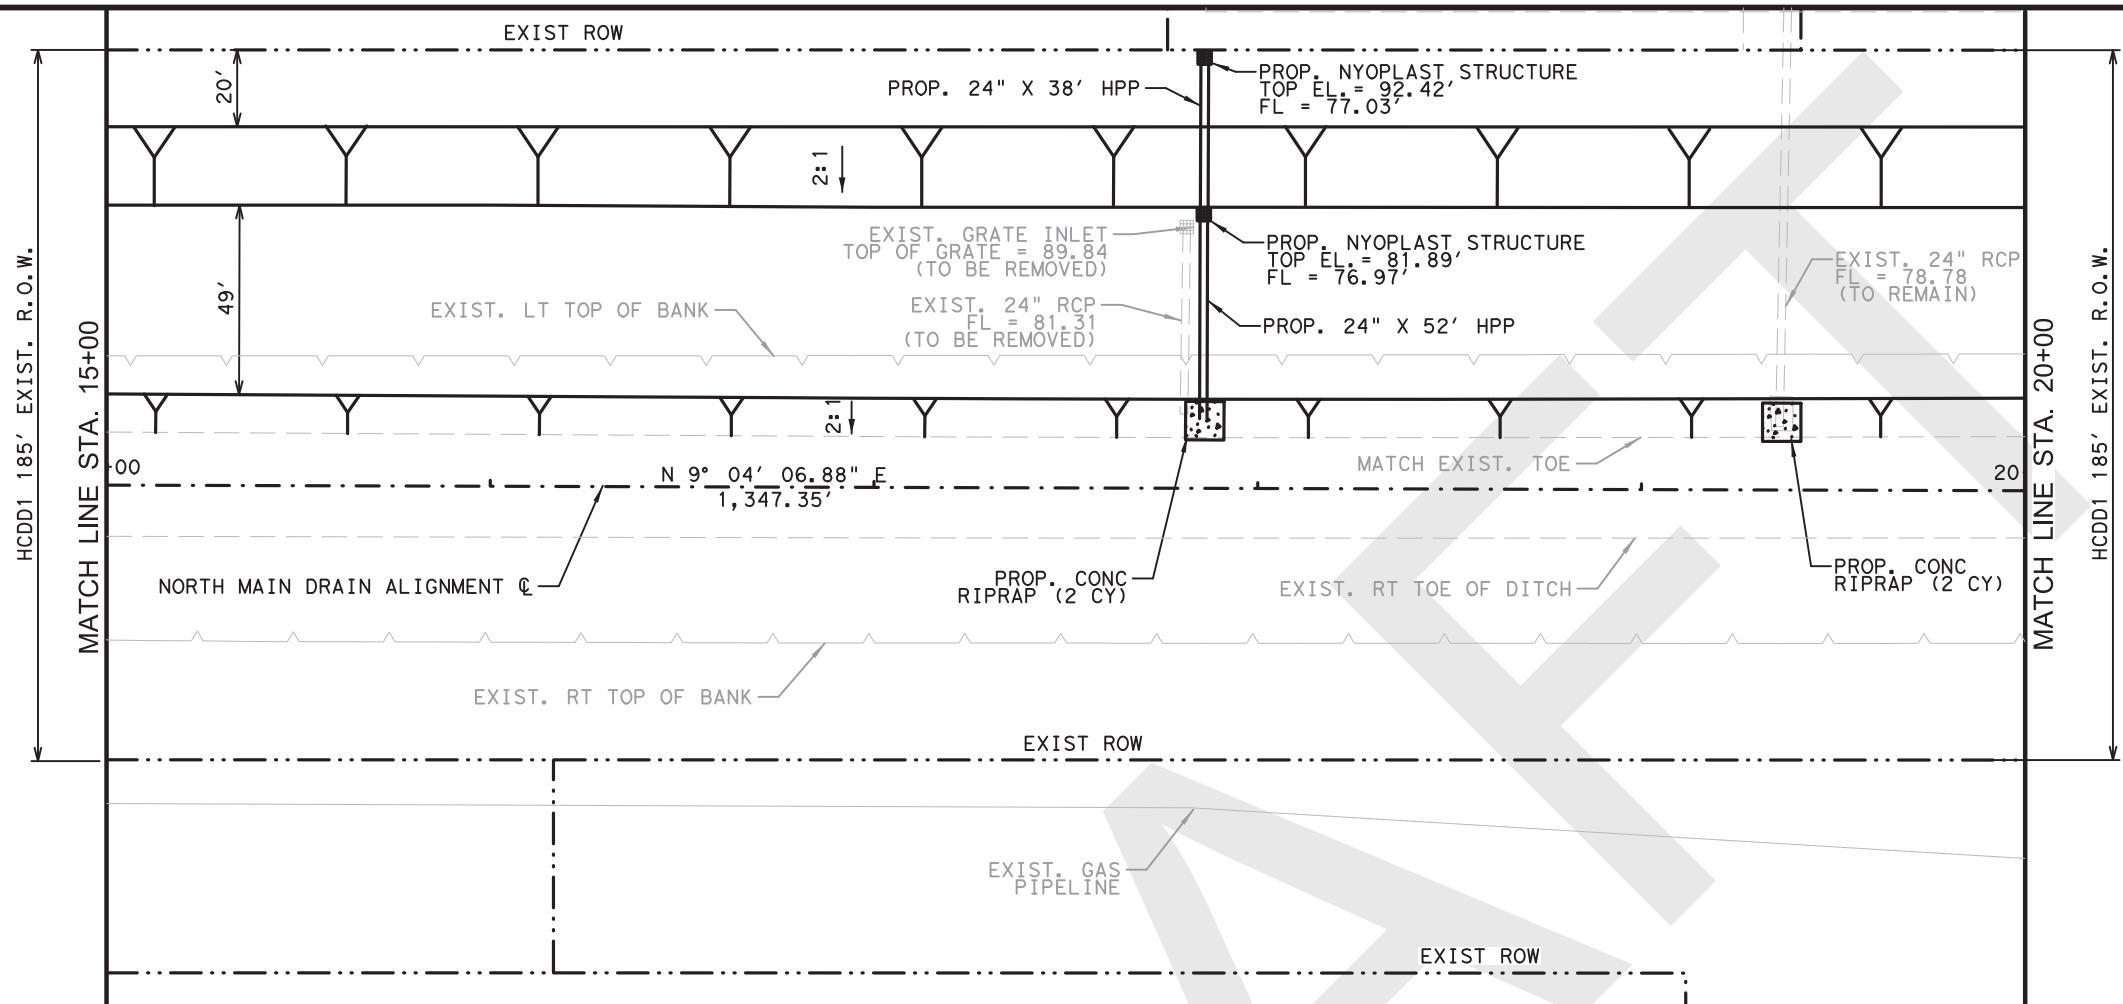 EXIST ROW
20'
PROP. 24" X 38' HPP
PROP. NYOPLAST STRUCTURE
TOP EL.= 92.42'
FL = 77.03'
2:1
EXIST. GRATE INLET
TOP OF GRATE = 89.84
(TO BE REMOVED)
PROP. NYOPLAST STRUCTURE
TOP EL.= 81.89'
FL = 76.97'
EXIST. 24" RCP
FL = 78.78
(TO REMAIN)
49'
EXIST. LT TOP OF BANK
EXIST. 24" RCP
FL = 81.31
(TO BE REMOVED)
PROP. 24" X 52' HPP
HCDD1 185' EXIST. R.O.W.
MATCH LINE STA. 15+00
MATCH LINE STA. 20+00
HCDD1 185' EXIST. R.O.W.
2:1
+00
N 9° 04' 06.88" E
1,347.35'
MATCH EXIST. TOE
20
NORTH MAIN DRAIN ALIGNMENT ℄
PROP. CONC
RIPRAP (2 CY)
EXIST. RT TOE OF DITCH
PROP. CONC
RIPRAP (2 CY)
EXIST. RT TOP OF BANK
EXIST ROW
EXIST. GAS
PIPELINE
EXIST ROW
AFT